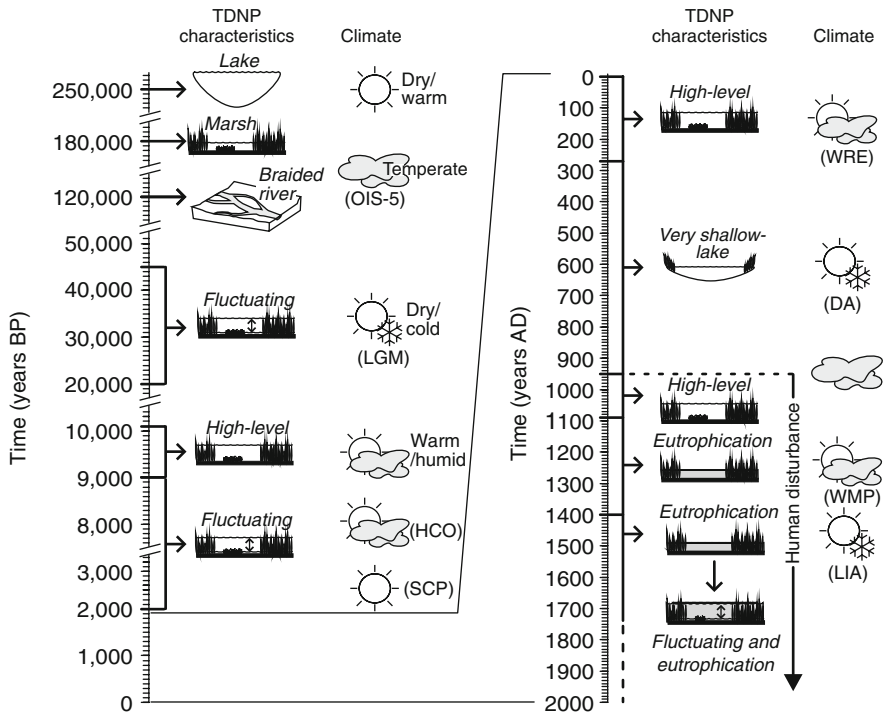 TDNP
characteristics
Climate
Time (years BP)
250,000
180,000
120,000
50,000
40,000
30,000
20,000
10,000
9,000
8,000
3,000
2,000
1,000
0
Lake
Dry/
warm
Marsh
Temperate
(OIS-5)
Braided
river
Fluctuating
Dry
/cold
(LGM)
High-level
Warm
/humid
Fluctuating
(HCO)
(SCP)
TDNP
characteristics
Climate
Time (years AD)
0
100
200
300
400
500
600
700
800
900
1000
1100
1200
1300
1400
1500
1600
1700
1800
1900
2000
High-level
(WRE)
Very shallow-
lake
(DA)
High-level
Eutrophication
(WMP)
Eutrophication
(LIA)
Fluctuating and
eutrophication
Human disturbance